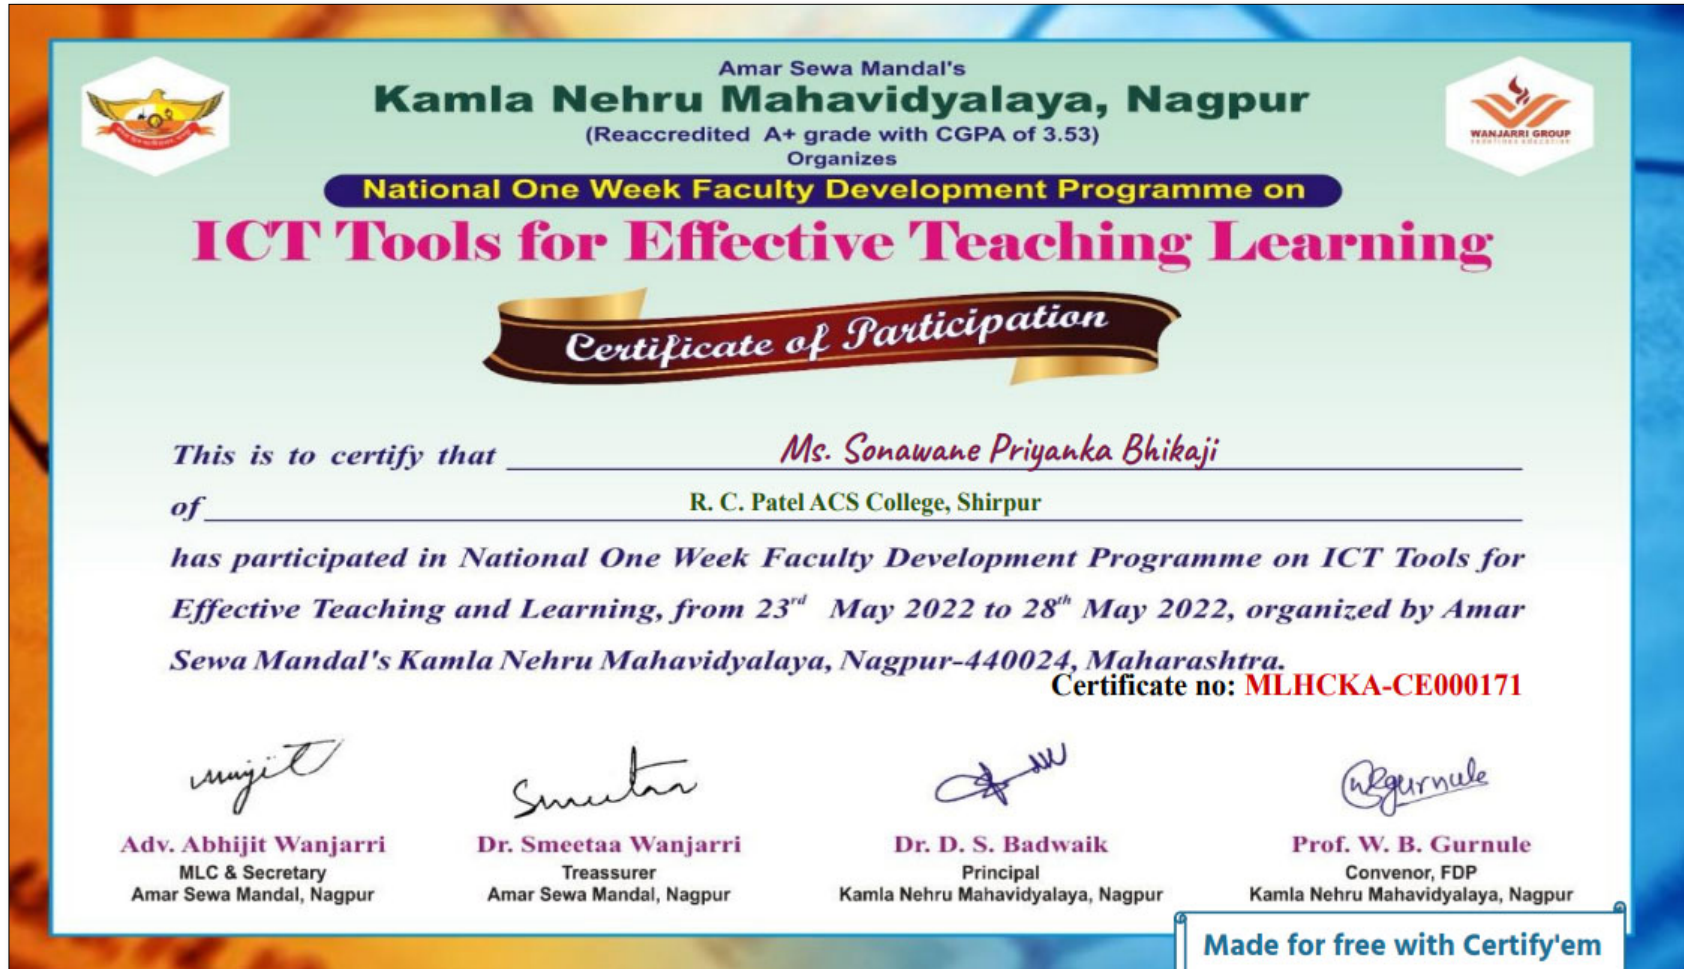 Amar Sewa Mandal's
Kamla Nehru Mahavidyalaya, Nagpur
(Reaccredited A+ grade with CGPA of 3.53)
Organizes
National One Week Faculty Development Programme on
ICT Tools for Effective Teaching Learning
WANJARRI GROUP
Certificate of Participation
This is to certify that Ms. Sonawane Priyanka Bhikaji
of R. C. Patel ACS College, Shirpur
has participated in National One Week Faculty Development Programme on ICT Tools for
Effective Teaching and Learning, from 23rd May 2022 to 28th May 2022, organized by Amar
Sewa Mandal's Kamla Nehru Mahavidyalaya, Nagpur-440024, Maharashtra.
Certificate no: MLHCKA-CE000171
Smeetaa
WBGurnule
Adv. Abhijit Wanjarri
MLC & Secretary
Amar Sewa Mandal, Nagpur
Dr. Smeetaa Wanjarri
Treassurer
Amar Sewa Mandal, Nagpur
Dr. D. S. Badwaik
Principal
Kamla Nehru Mahavidyalaya, Nagpur
Prof. W. B. Gurnule
Convenor, FDP
Kamla Nehru Mahavidyalaya, Nagpur
Made for free with Certify'em